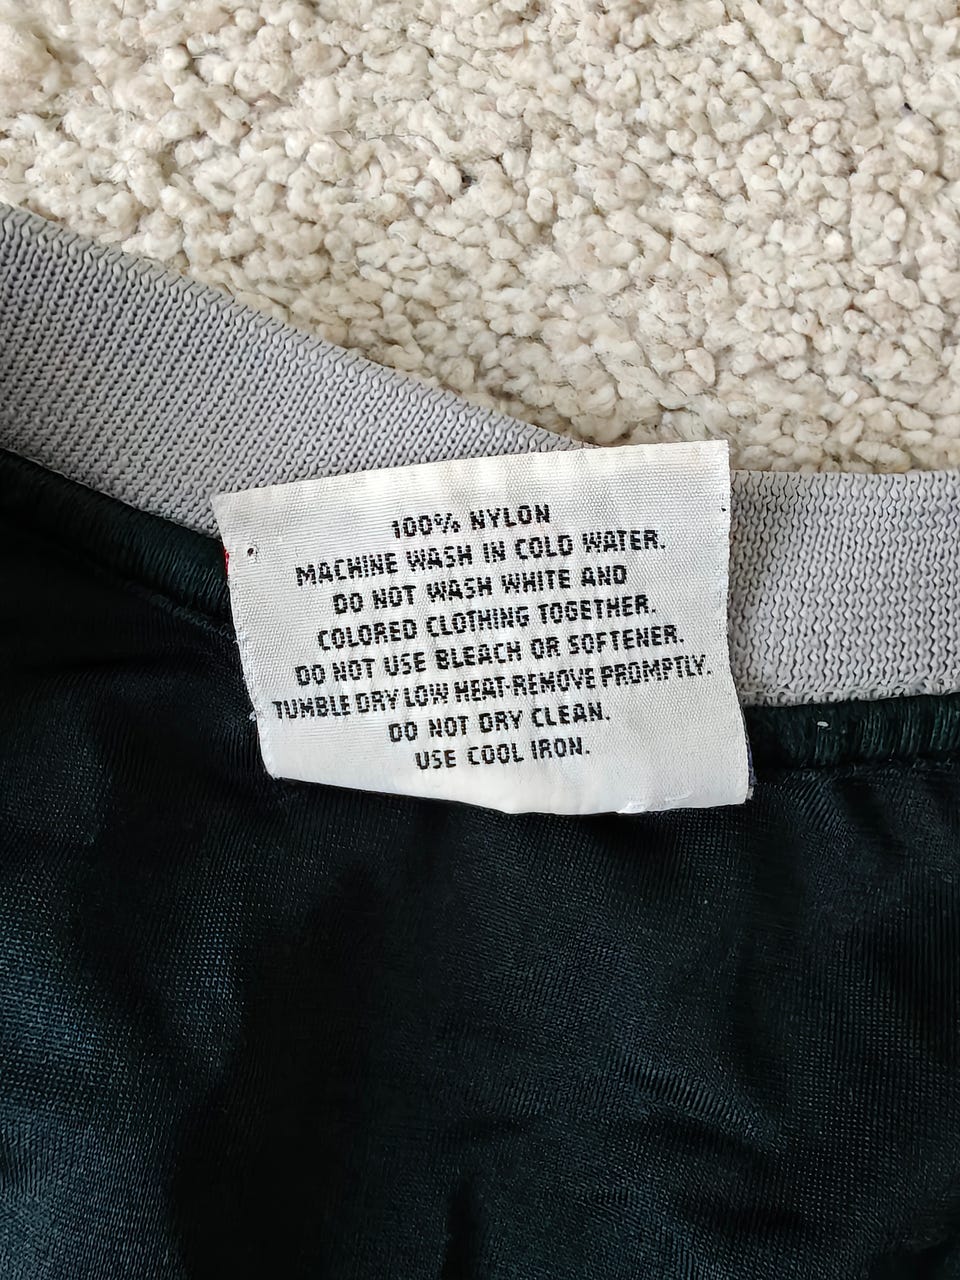 100% NYLON
MACHINE WASH IN COLD WATER.
DO NOT WASH WHITE AND
COLORED CLOTHING TOGETHER.
DO NOT USE BLEACH OR SOFTENER.
TUMBLE DRY LOW HEAT-REMOVE PROMPTLY.
DO NOT DRY CLEAN.
USE COOL IRON.